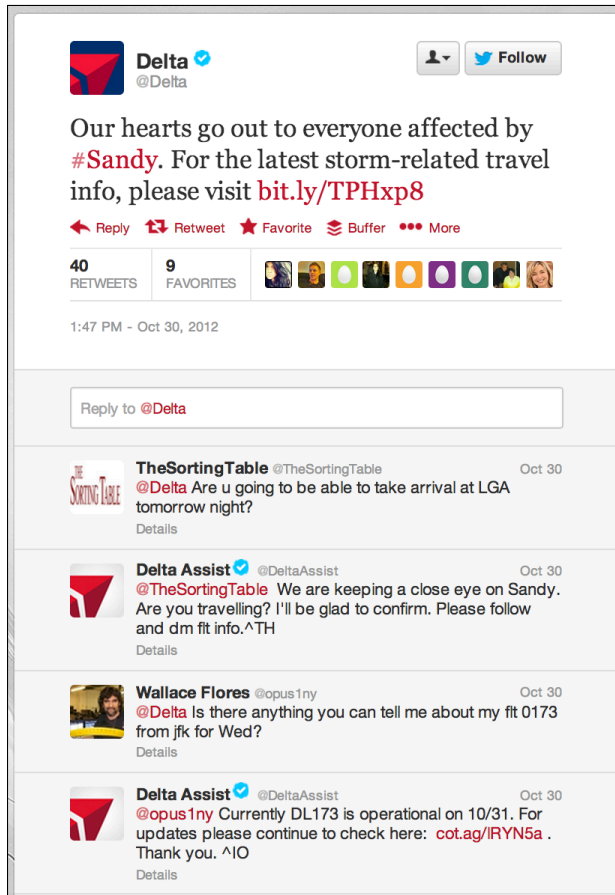 Delta
@Delta
Follow
Our hearts go out to everyone affected by
#Sandy. For the latest storm-related travel
info, please visit bit.ly/TPHxp8
Reply Retweet Favorite Buffer More
40 RETWEETS
9 FAVORITES
1:47 PM - Oct 30, 2012
Reply to @Delta
THE
SORTING TABLE
TheSortingTable @TheSortingTable Oct 30
@Delta Are u going to be able to take arrival at LGA
tomorrow night?
Details
Delta Assist @DeltaAssist Oct 30
@TheSortingTable We are keeping a close eye on Sandy.
Are you travelling? I'll be glad to confirm. Please follow
and dm flt info.^TH
Details
Wallace Flores @opus1ny Oct 30
@Delta Is there anything you can tell me about my flt 0173
from jfk for Wed?
Details
Delta Assist @DeltaAssist Oct 30
@opus1ny Currently DL173 is operational on 10/31. For
updates please continue to check here: cot.ag/lRYN5a .
Thank you. ^IO
Details